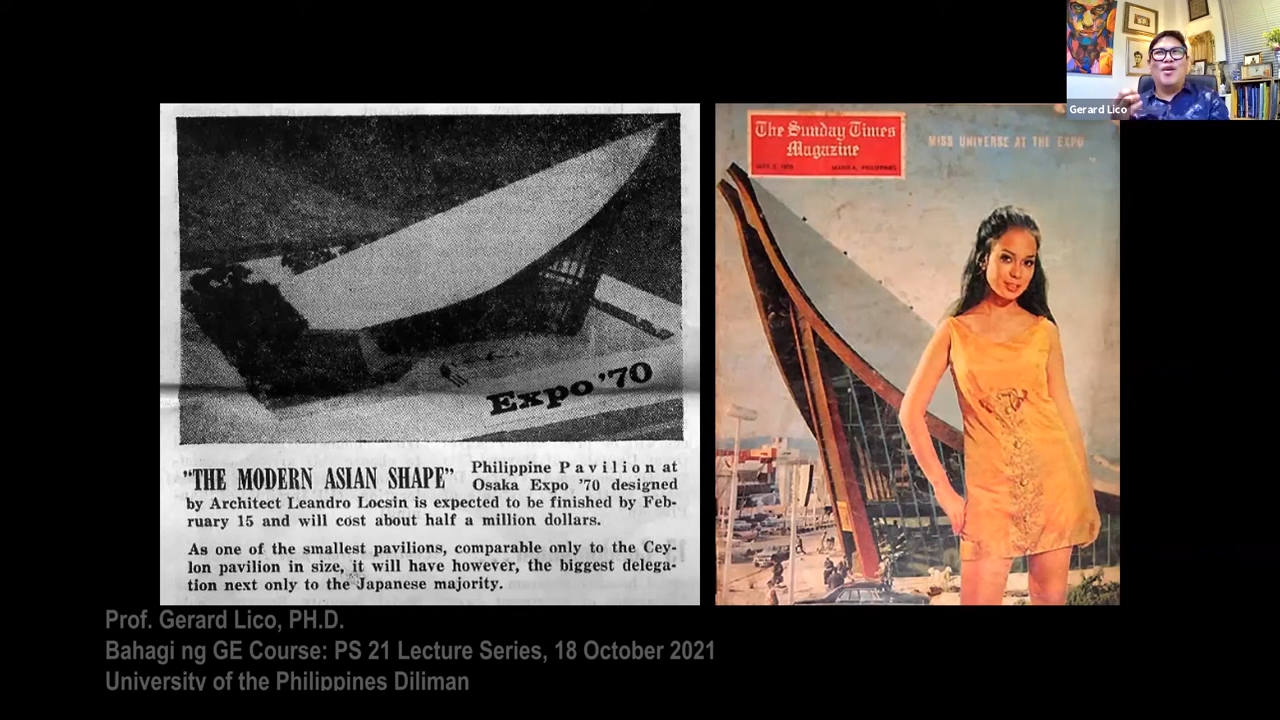 Gerard Lico
The Sunday Times
Magazine
MANILA, PHILIPPINES
MISS UNIVERSE AT THE EXPO
Expo '70
"THE MODERN ASIAN SHAPE" Philippine Pavilion at
Osaka Expo '70 designed
by Architect Leandro Locsin is expected to be finished by Feb-
ruary 15 and will cost about half a million dollars.
As one of the smallest pavilions, comparable only to the Cey-
lon pavilion in size, it will have however, the biggest delega-
tion next only to the Japanese majority.
Prof. Gerard Lico, PH.D.
Bahagi ng GE Course: PS 21 Lecture Series, 18 October 2021
University of the Philippines Diliman